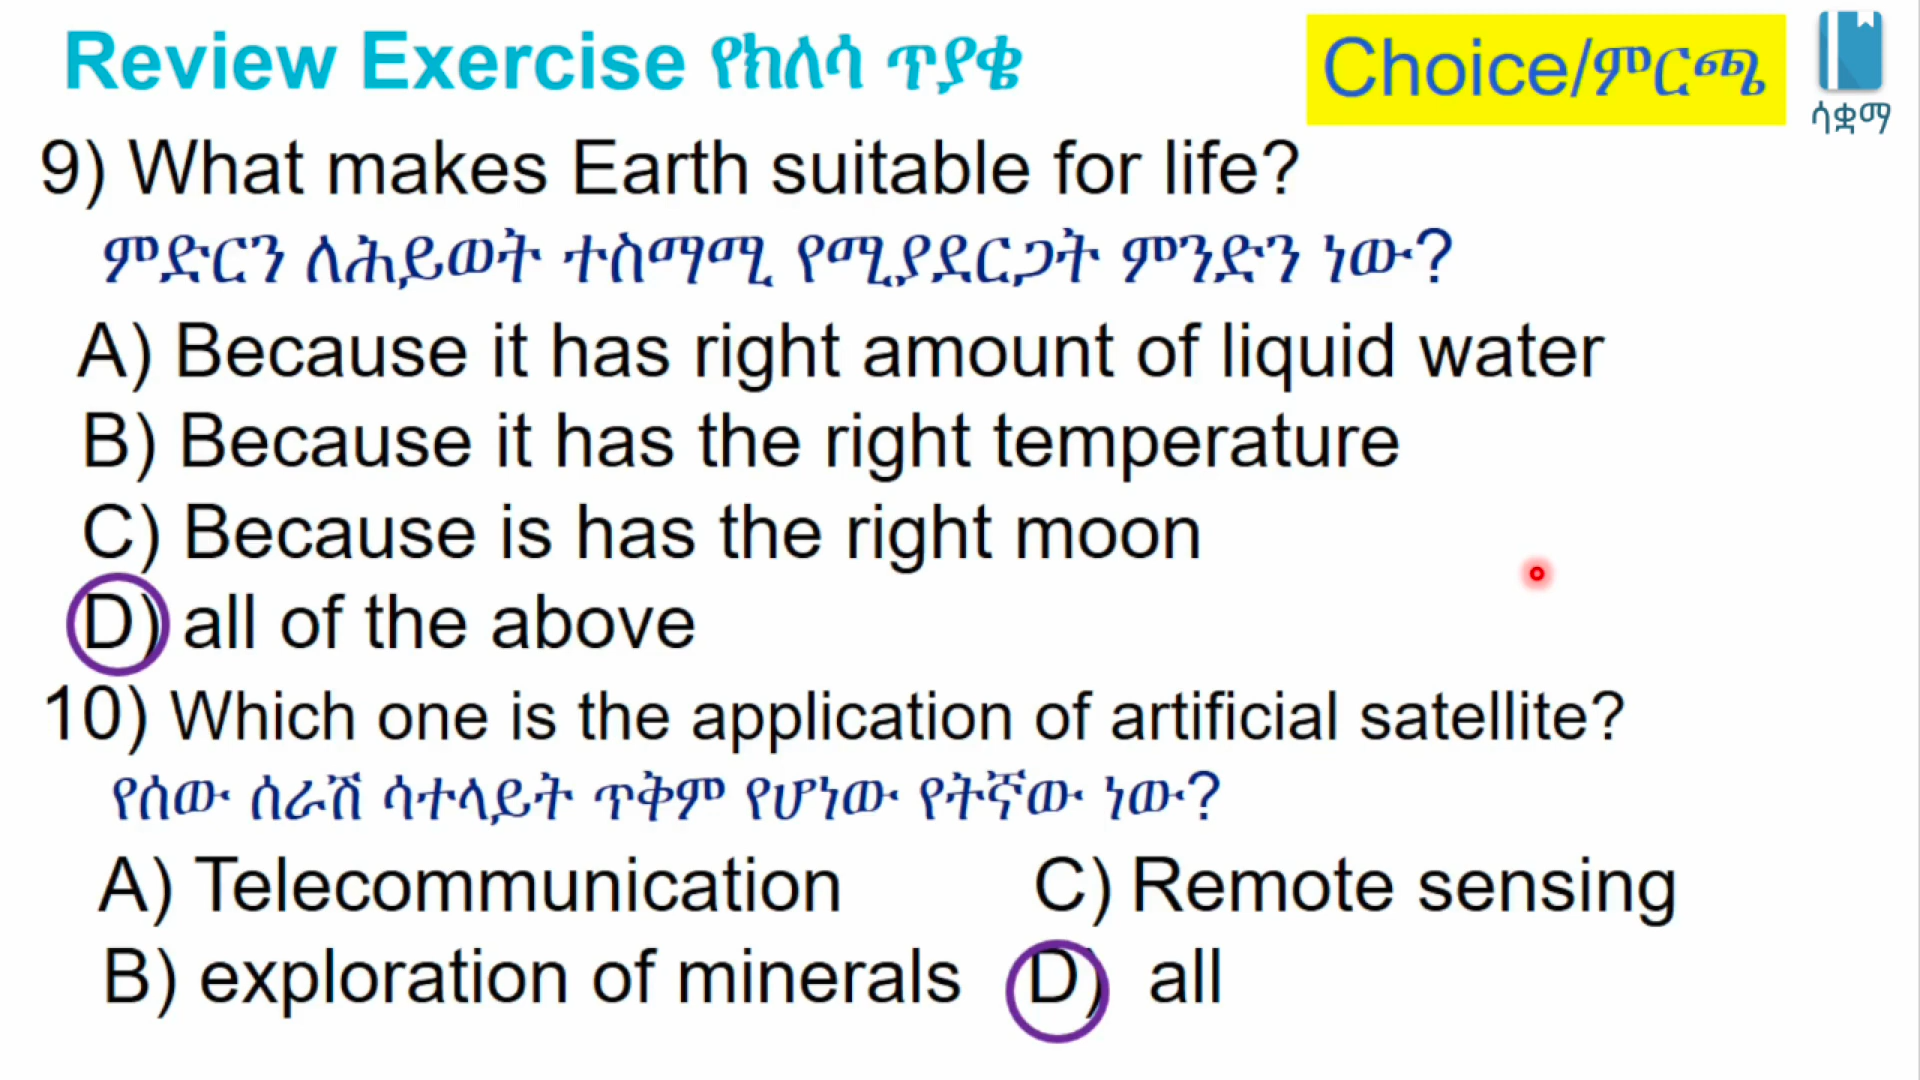 Review Exercise የክለሳ ጥያቄ
Choice/ምርጫ
ሳቋማ
9) What makes Earth suitable for life?
ምድርን ለሕይወት ተስማሚ የሚያደርጋት ምንድን ነው?
A) Because it has right amount of liquid water
B) Because it has the right temperature
C) Because is has the right moon
D) all of the above
10) Which one is the application of artificial satellite?
የሰው ሰራሽ ሳተላይት ጥቅም የሆነው የትኛው ነው?
A) Telecommunication
C) Remote sensing
B) exploration of minerals
D) all